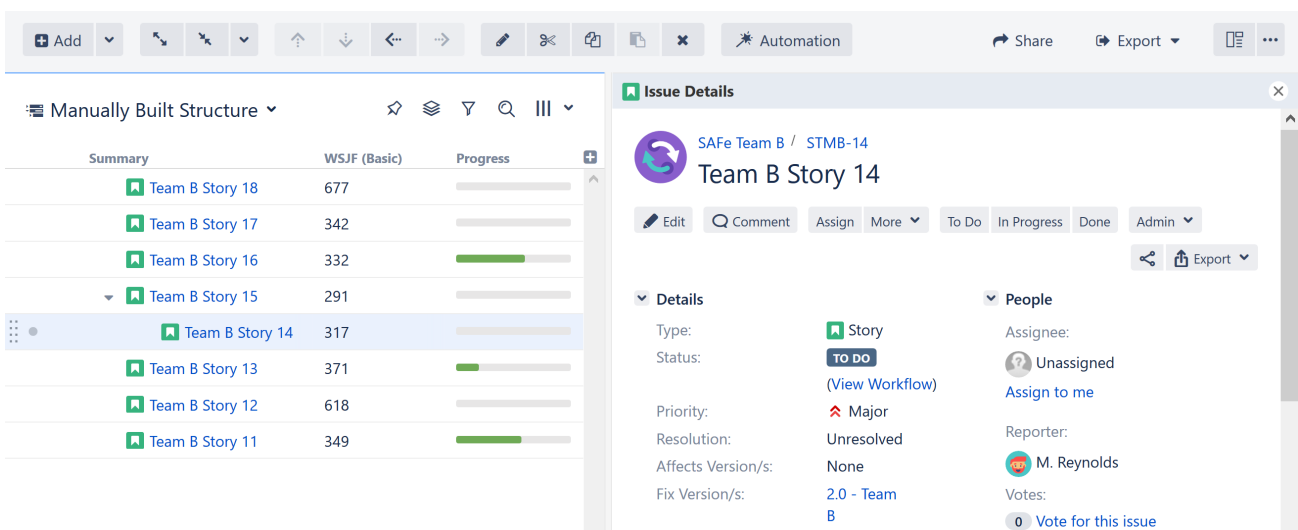 Add Automation Share Export
Manually Built Structure
Summary WSJF (Basic) Progress
Team B Story 18 677
Team B Story 17 342
Team B Story 16 332
Team B Story 15 291
Team B Story 14 317
Team B Story 13 371
Team B Story 12 618
Team B Story 11 349
Issue Details
SAFe Team B / STMB-14
Team B Story 14
Edit Comment Assign More To Do In Progress Done Admin
Export
Details
Type: Story
Status: TO DO
(View Workflow)
Priority: Major
Resolution: Unresolved
Affects Version/s: None
Fix Version/s: 2.0 - Team
B
People
Assignee:
Unassigned
Assign to me
Reporter:
M. Reynolds
Votes:
0 Vote for this issue